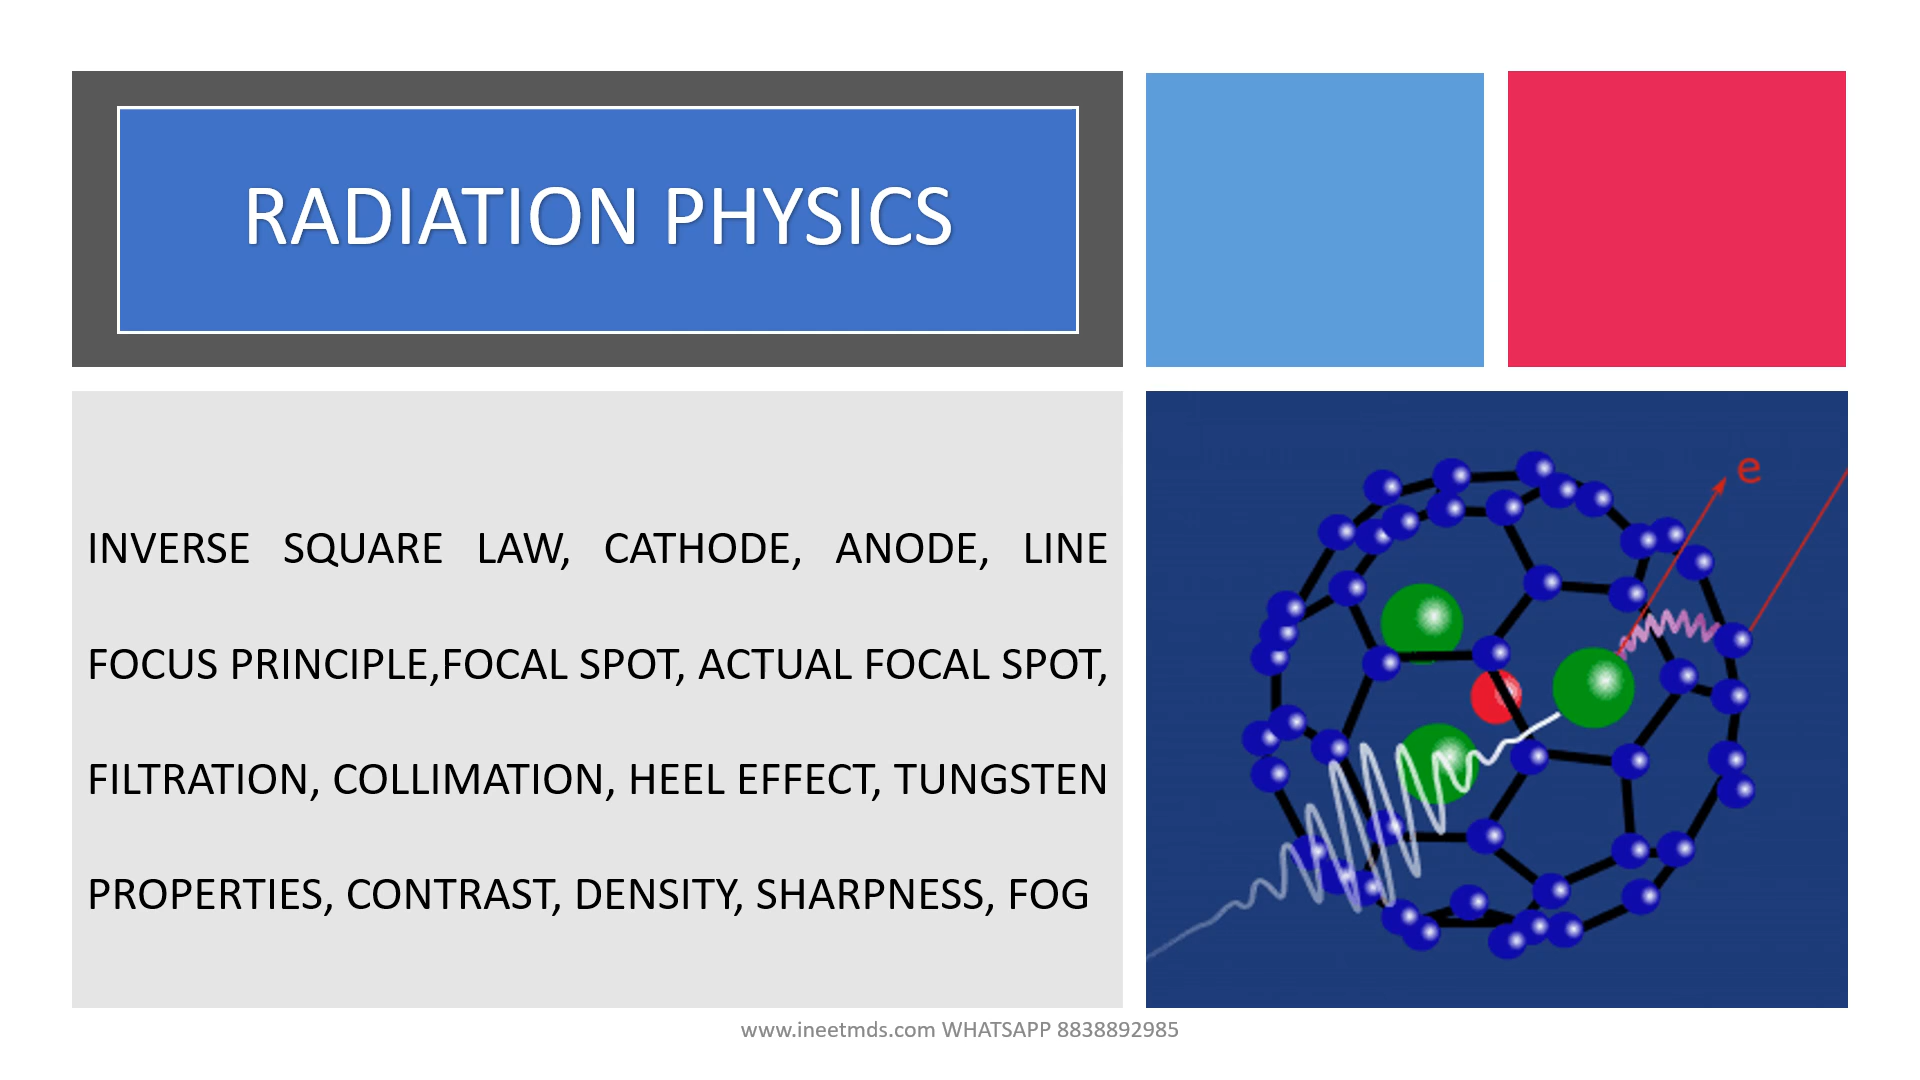 RADIATION PHYSICS
INVERSE SQUARE LAW, CATHODE, ANODE, LINE
FOCUS PRINCIPLE,FOCAL SPOT, ACTUAL FOCAL SPOT,
FILTRATION, COLLIMATION, HEEL EFFECT, TUNGSTEN
PROPERTIES, CONTRAST, DENSITY, SHARPNESS, FOG
e
www.ineetmds.com WHATSAPP 8838892985